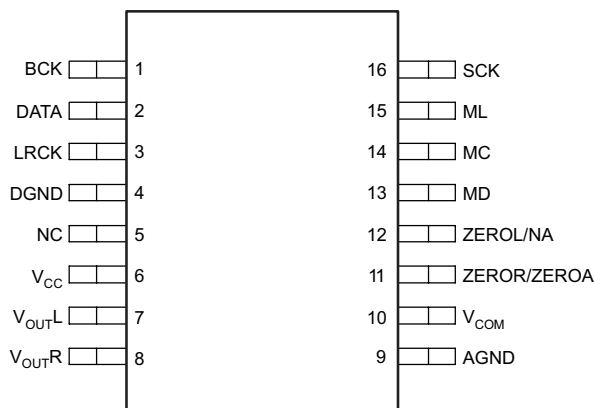 BCK 1 16 SCK
DATA 2 15 ML
LRCK 3 14 MC
DGND 4 13 MD
NC 5 12 ZEROL/NA
VCC 6 11 ZEROR/ZEROA
VOUTL 7 10 VCOM
VOUTR 8 9 AGND